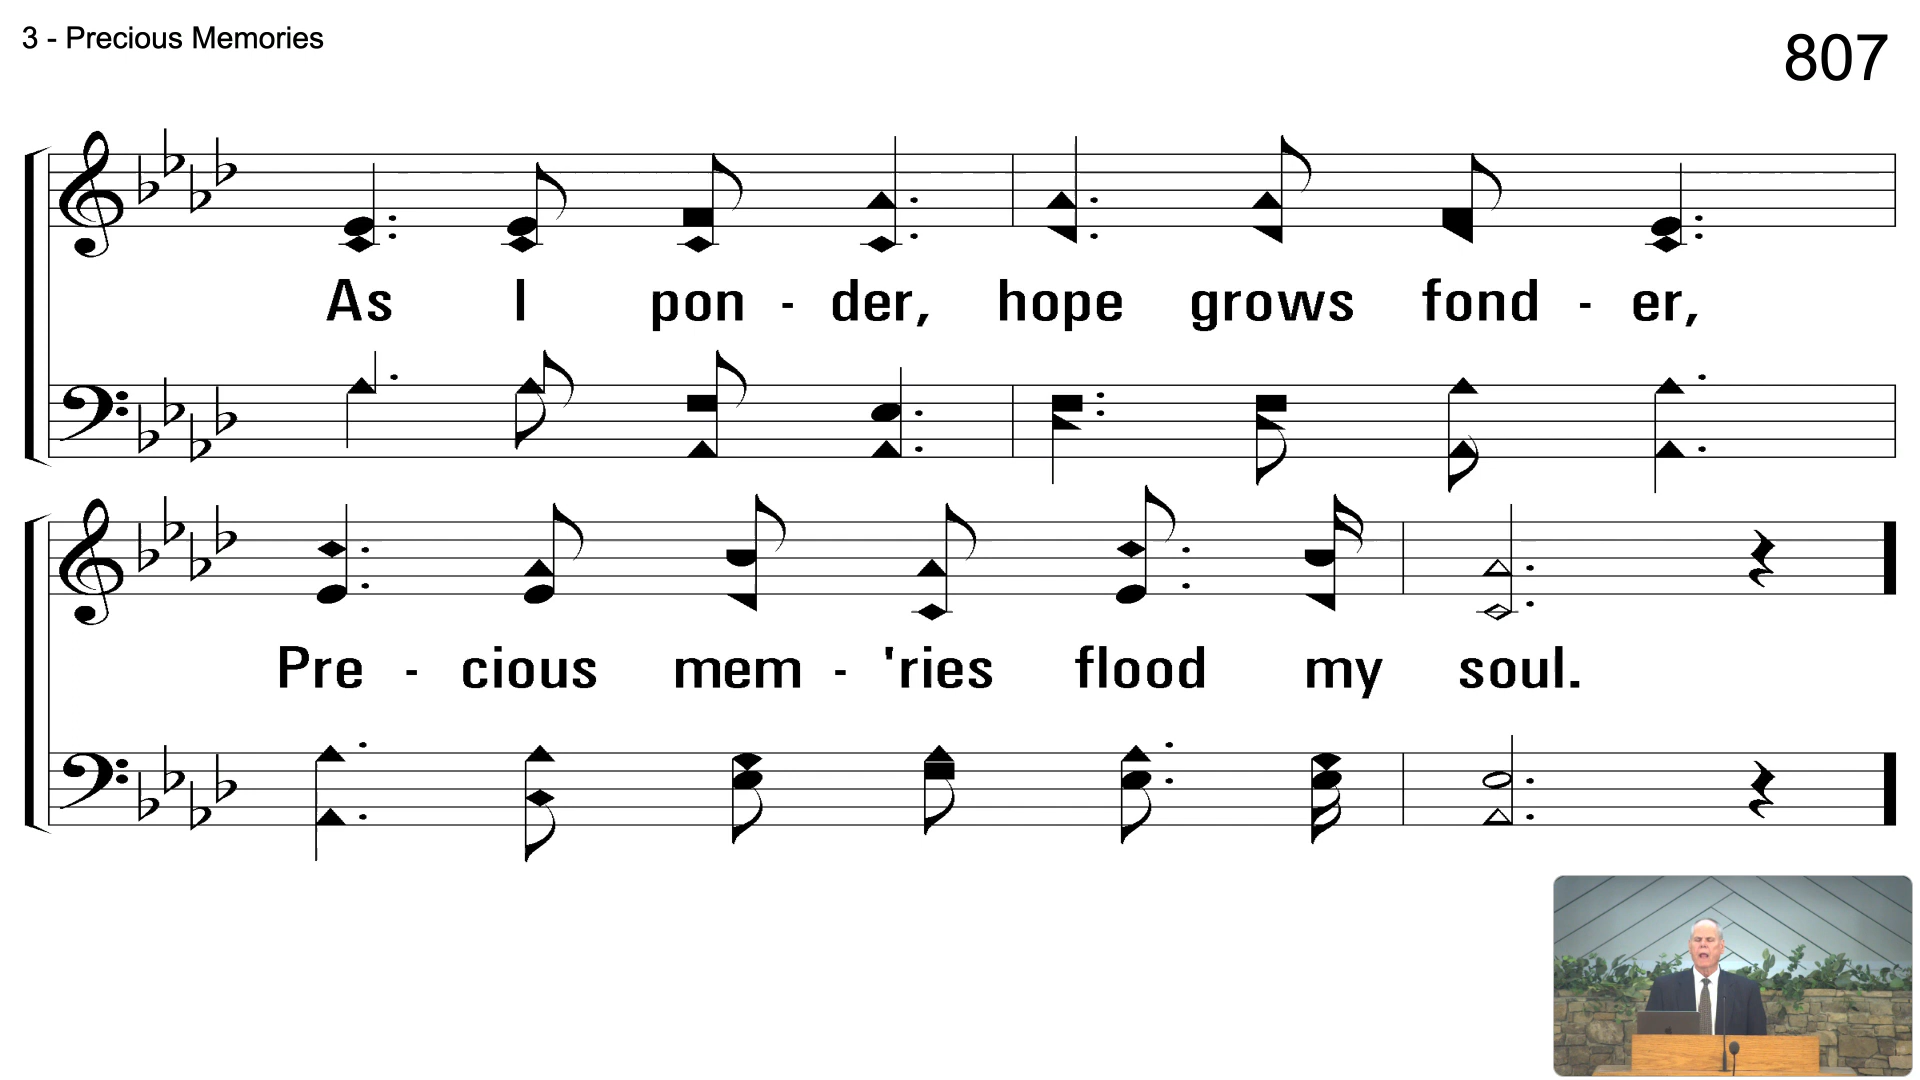 3 - Precious Memories
807
As I pon - der, hope grows fond - er,
Pre - cious mem - 'ries flood my soul.